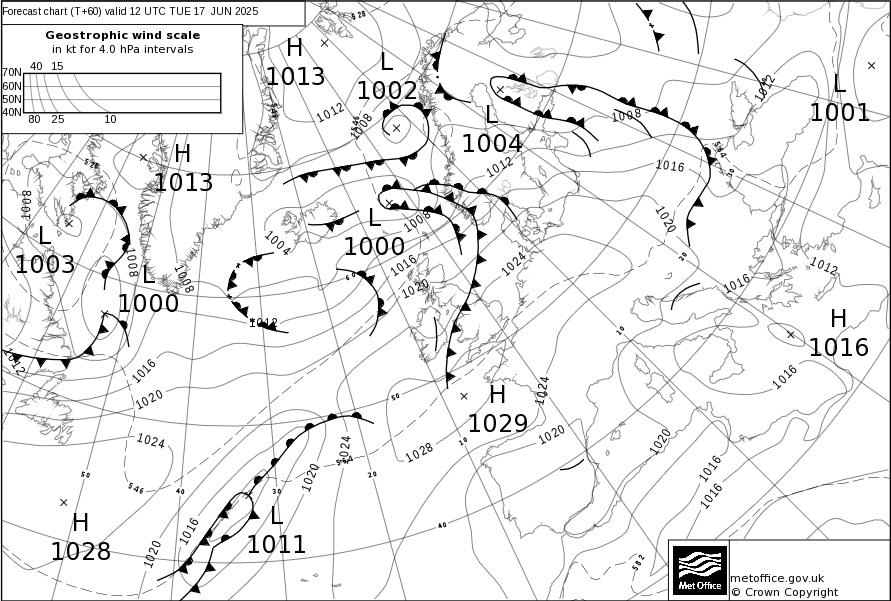 Forecast chart (T+60) valid 12 UTC TUE 17 JUN 2025
Geostrophic wind scale
in kt for 4.0 hPa intervals
40 15
70N
60N
50N
40N
80 25 10
H
1013
L
1002
L
1001
L
1004
H
1013
L
1003
L
1000
L
1000
H
1016
H
1029
H
1028
L
1011
528
1012
1008
546
1012
1008
1012
1016
564
528
1008
1020
1008
1004
1008
1016
1020
1024
1016
1012
1008
1012
1012
1016
1020
1016
1024
1024
1024
1020
1028
1020
1020
1016
1016
1020
1016
1020
546
564
582
50
40
30
20
10
40
50
60
10
20
30
Met Office
metoffice.gov.uk
© Crown Copyright